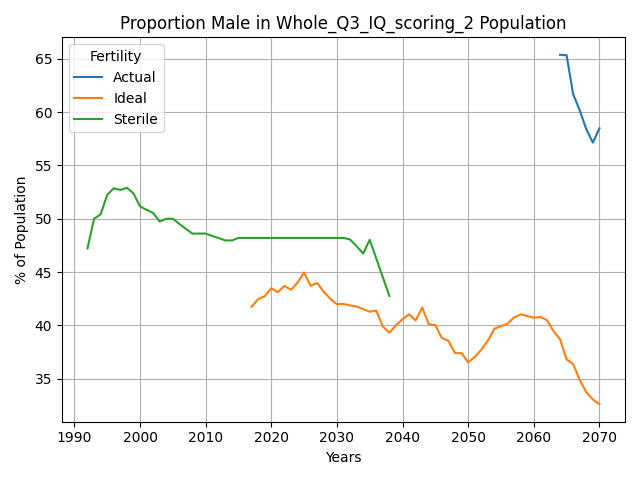 Proportion Male in Whole_Q3_IQ_scoring_2 Population
Fertility
Actual
Ideal
Sterile
% of Population
65
60
55
50
45
40
35
1990 2000 2010 2020 2030 2040 2050 2060 2070
Years